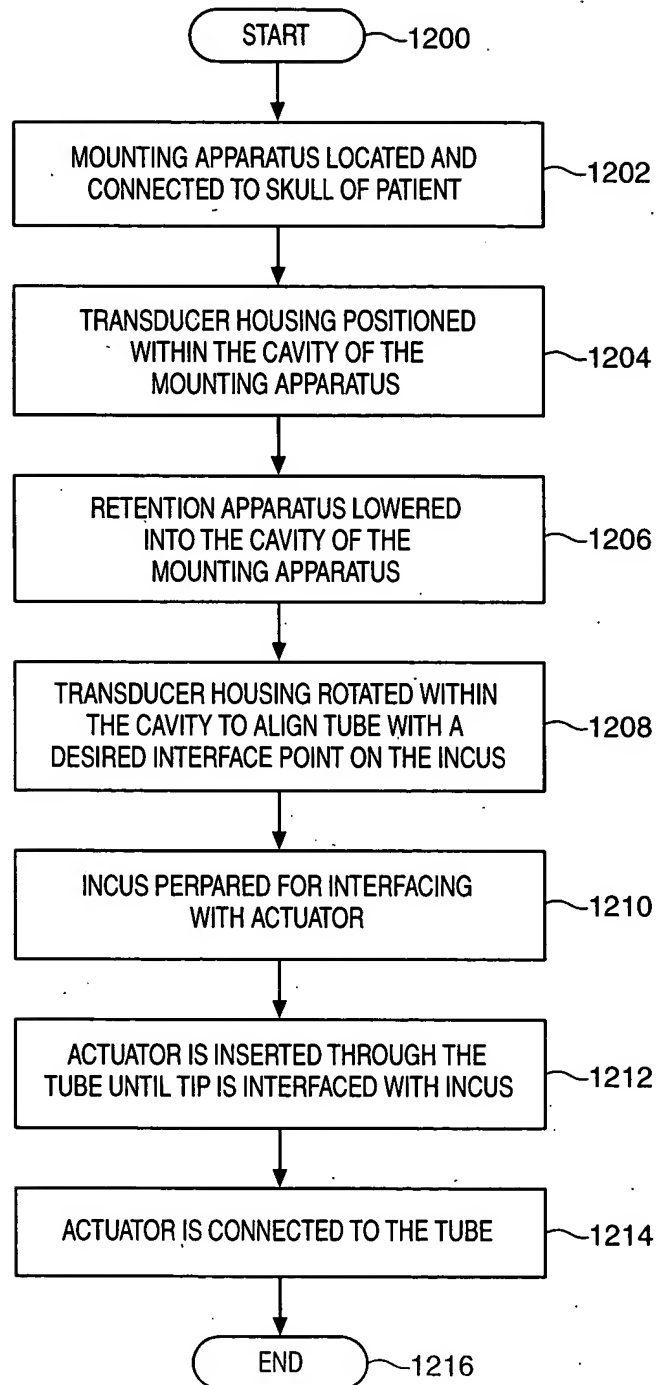 START
1200
MOUNTING APPARATUS LOCATED AND
CONNECTED TO SKULL OF PATIENT
1202
TRANSDUCER HOUSING POSITIONED
WITHIN THE CAVITY OF THE
MOUNTING APPARATUS
1204
RETENTION APPARATUS LOWERED
INTO THE CAVITY OF THE
MOUNTING APPARATUS
1206
TRANSDUCER HOUSING ROTATED WITHIN
THE CAVITY TO ALIGN TUBE WITH A
DESIRED INTERFACE POINT ON THE INCUS
1208
INCUS PERPARED FOR INTERFACING
WITH ACTUATOR
1210
ACTUATOR IS INSERTED THROUGH THE
TUBE UNTIL TIP IS INTERFACED WITH INCUS
1212
ACTUATOR IS CONNECTED TO THE TUBE
1214
END
1216